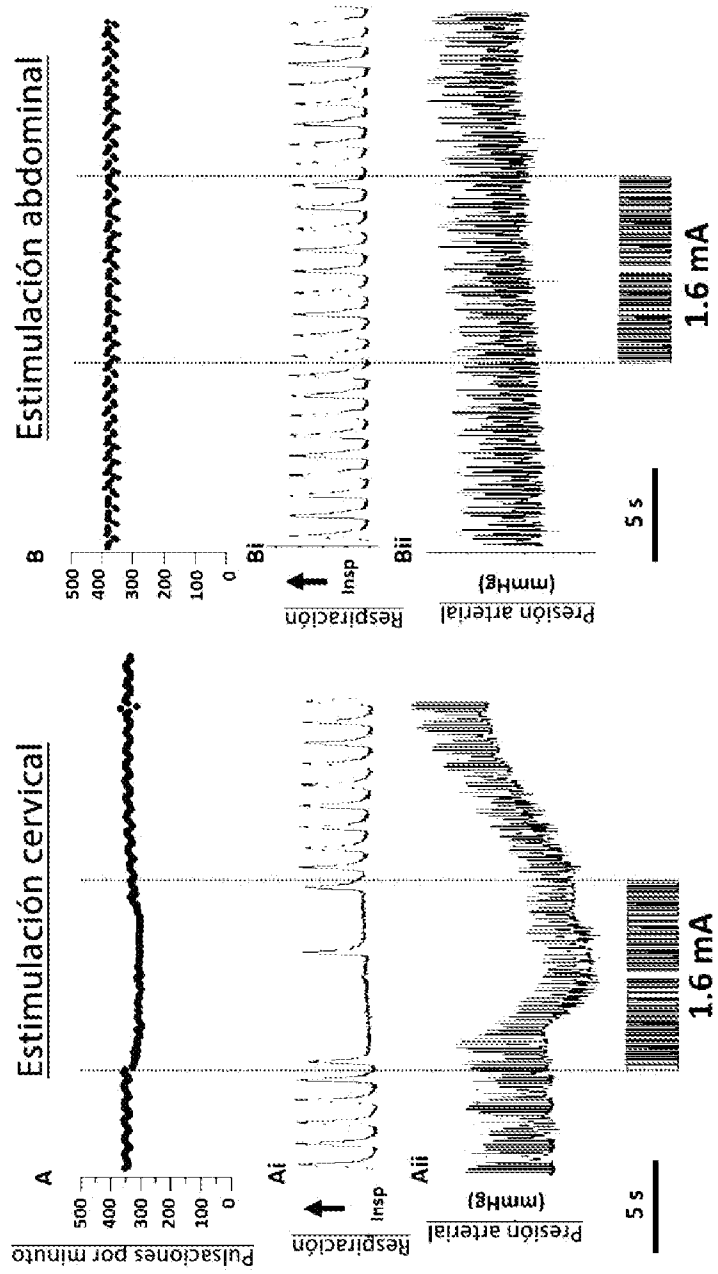 Estimulación cervical
A
Pulsaciones por minuto
500
400
300
200
100
0
Ai
Respiración
Insp
Aii
Presión arterial
(mmHg)
5 s
1.6 mA
Estimulación abdominal
B
500
400
300
200
100
0
Bi
Respiración
Insp
Bii
Presión arterial
(mmHg)
5 s
1.6 mA